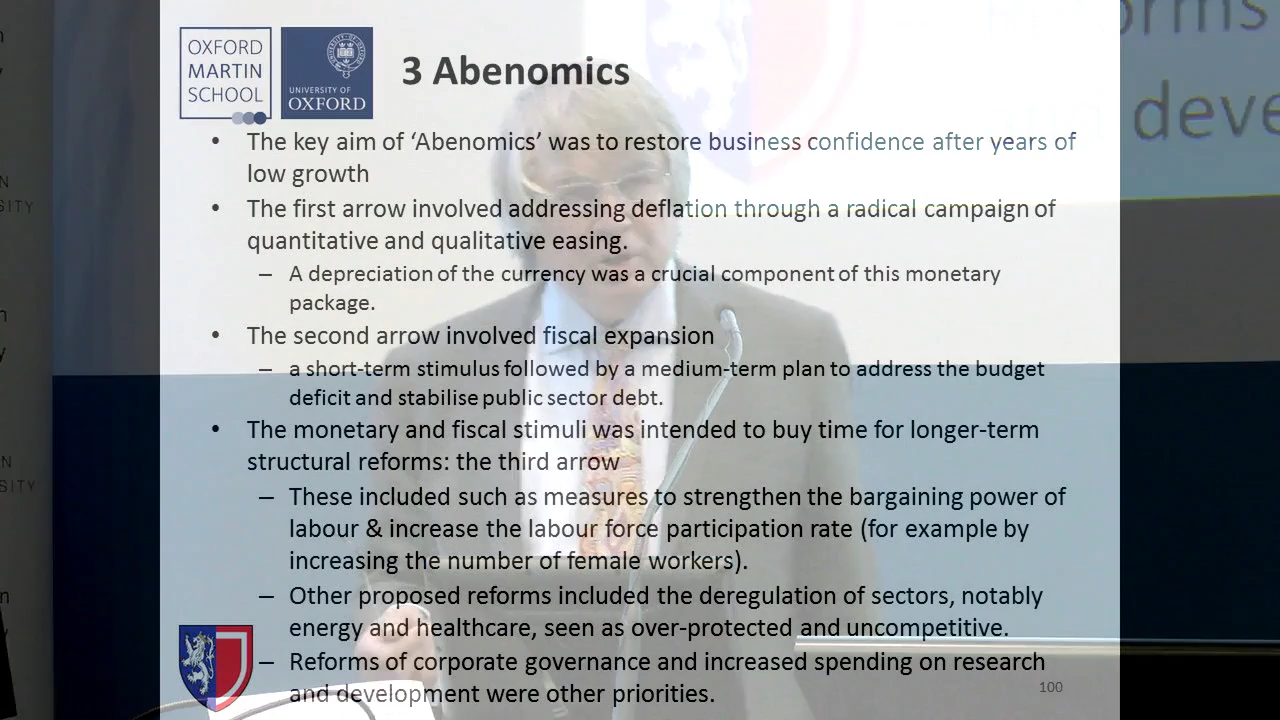 OXFORD
MARTIN
SCHOOL
UNIVERSITY OF
OXFORD
3 Abenomics
• The key aim of ‘Abenomics’ was to restore business confidence after years of
low growth
• The first arrow involved addressing deflation through a radical campaign of
quantitative and qualitative easing.
– A depreciation of the currency was a crucial component of this monetary
package.
• The second arrow involved fiscal expansion
– a short-term stimulus followed by a medium-term plan to address the budget
deficit and stabilise public sector debt.
• The monetary and fiscal stimuli was intended to buy time for longer-term
structural reforms: the third arrow
– These included such as measures to strengthen the bargaining power of
labour & increase the labour force participation rate (for example by
increasing the number of female workers).
– Other proposed reforms included the deregulation of sectors, notably
energy and healthcare, seen as over-protected and uncompetitive.
– Reforms of corporate governance and increased spending on research
and development were other priorities.
100